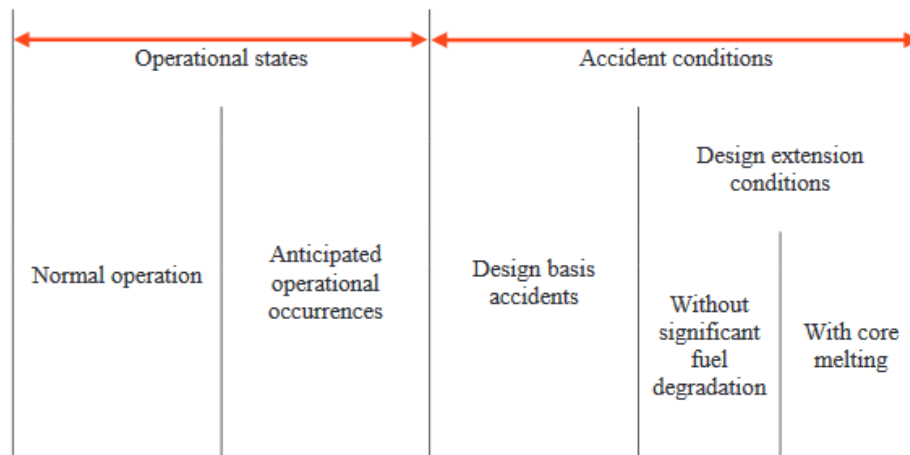 Operational states
Accident conditions
Design extension
conditions
Normal operation
Anticipated
operational
occurrences
Design basis
accidents
Without
significant
fuel
degradation
With core
melting